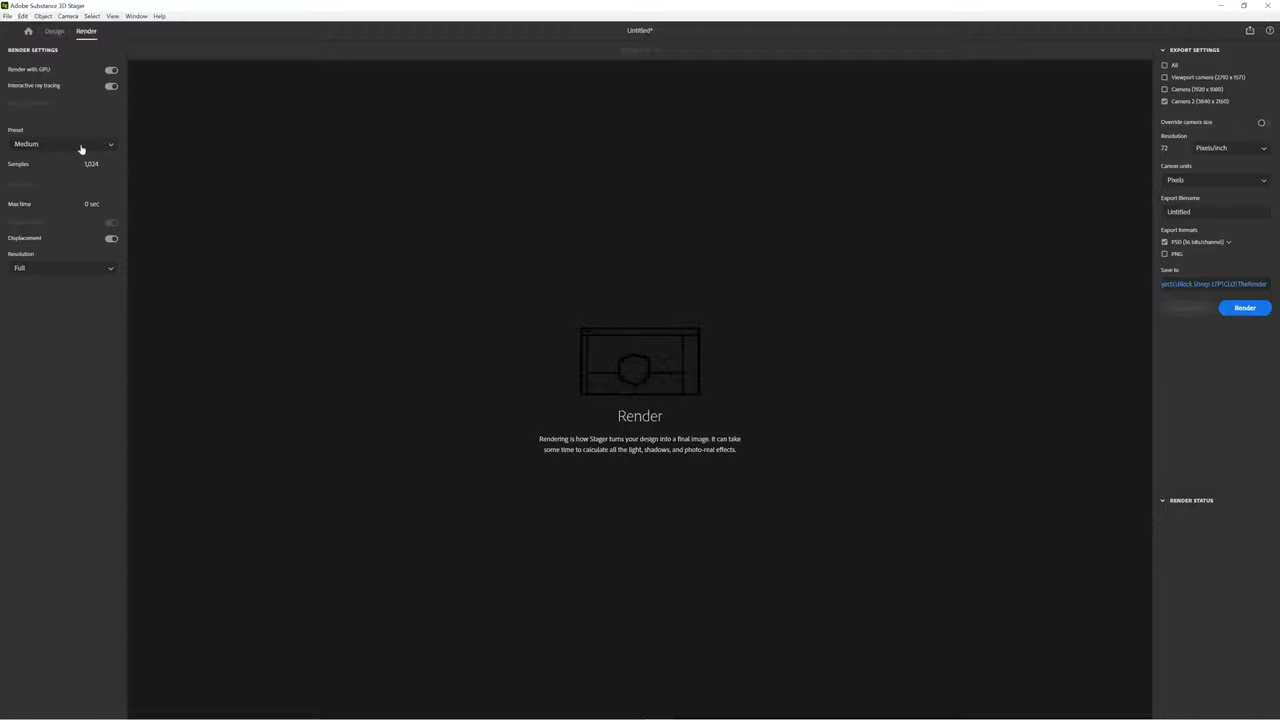 Adobe Substance 3D Stager
File Edit Object Camera Select View Window Help
Design Render
Untitled*
RENDER SETTINGS
Render with GPU
Interactive ray tracing
Preset
Medium
Samples 1,024
Max time 0 sec
Displacement
Resolution
Full
Render
Rendering is how Stager turns your design into a final image. It can take
some time to calculate all the light, shadows, and photo-real effects.
EXPORT SETTINGS
All
Viewport camera (2792 x 1571)
Camera (1920 x 1080)
Camera 2 (3840 x 2160)
Override camera size
Resolution
72 Pixels/Inch
Canvas units
Pixels
Export filename
Untitled
Export formats
PSD (16 bits/channel)
PNG
Save to
Render
RENDER STATUS